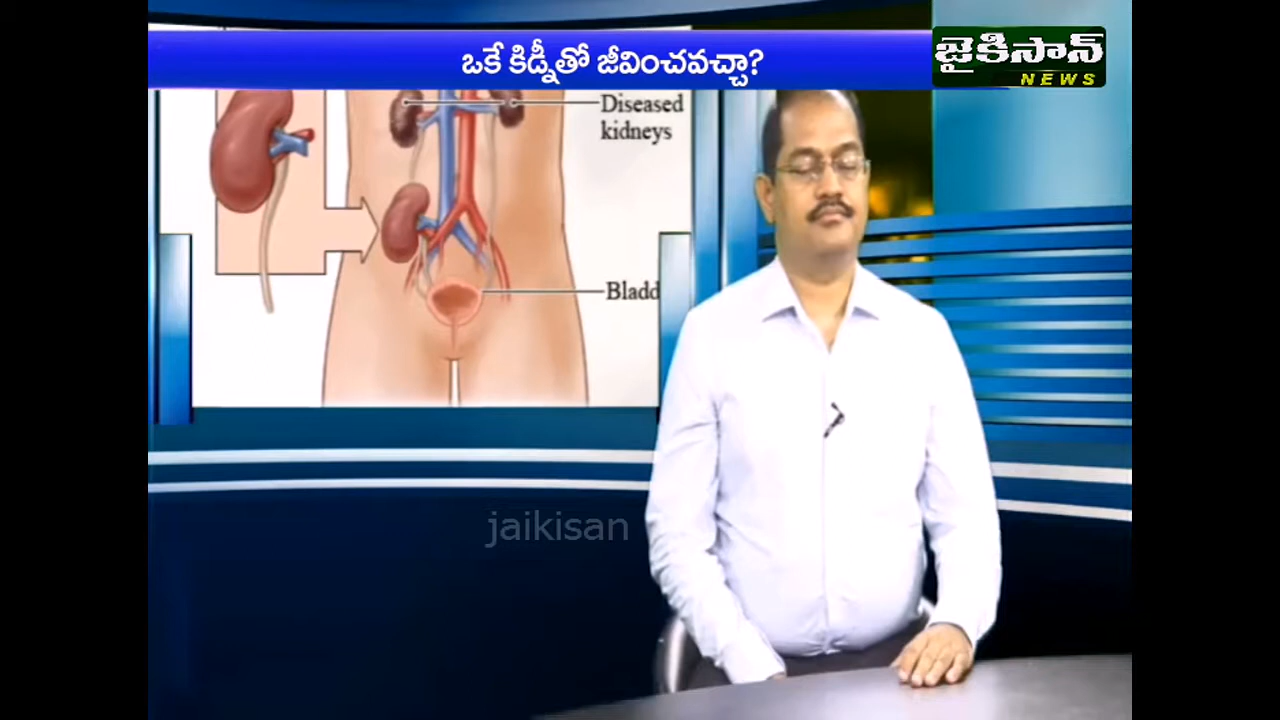 ఒకే కిడ్నీతో జీవించవచ్చా?
జైకిసాన్
NEWS
Diseased
kidneys
Bladd
jaikisan